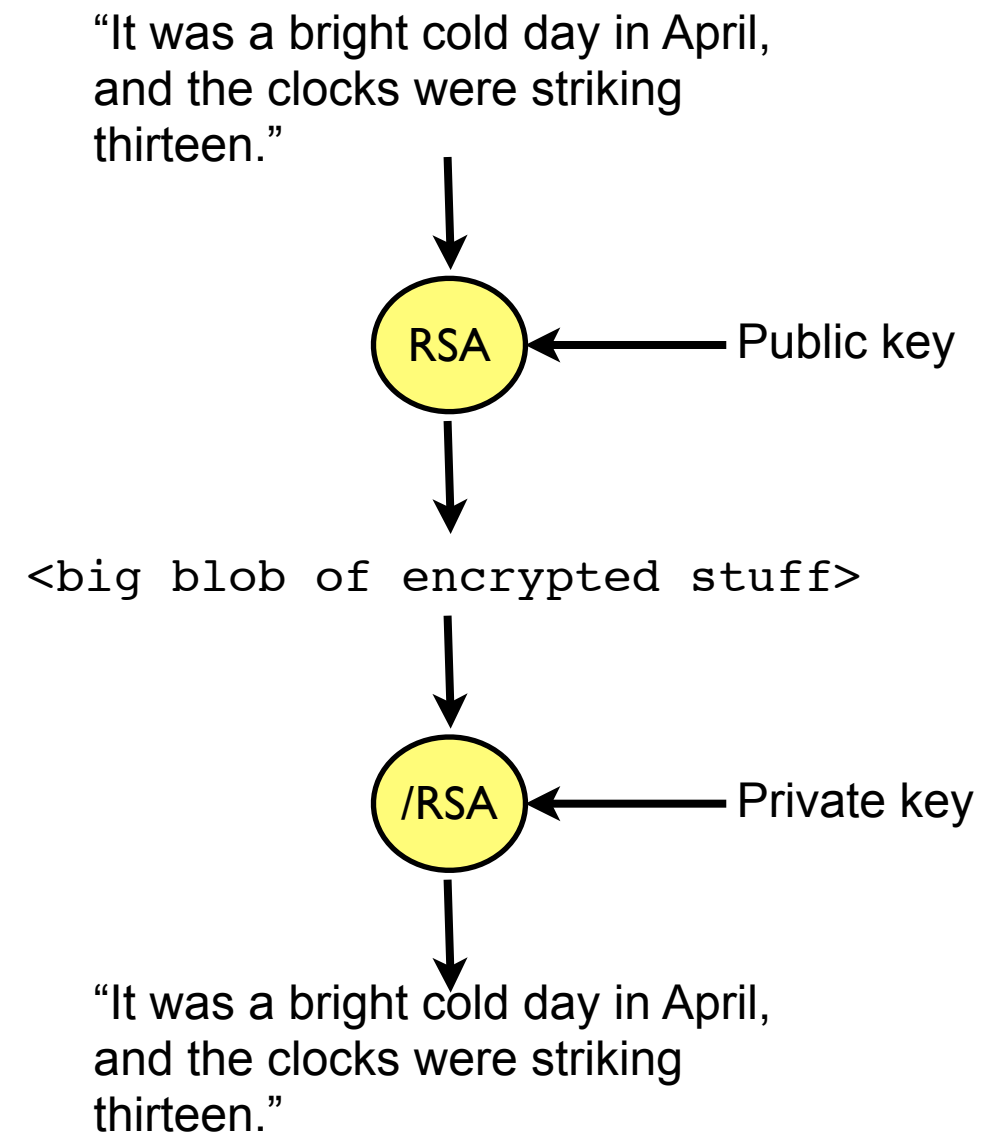 “It was a bright cold day in April,
and the clocks were striking
thirteen.”
RSA
Public key
<big blob of encrypted stuff>
/RSA
Private key
“It was a bright cold day in April,
and the clocks were striking
thirteen.”